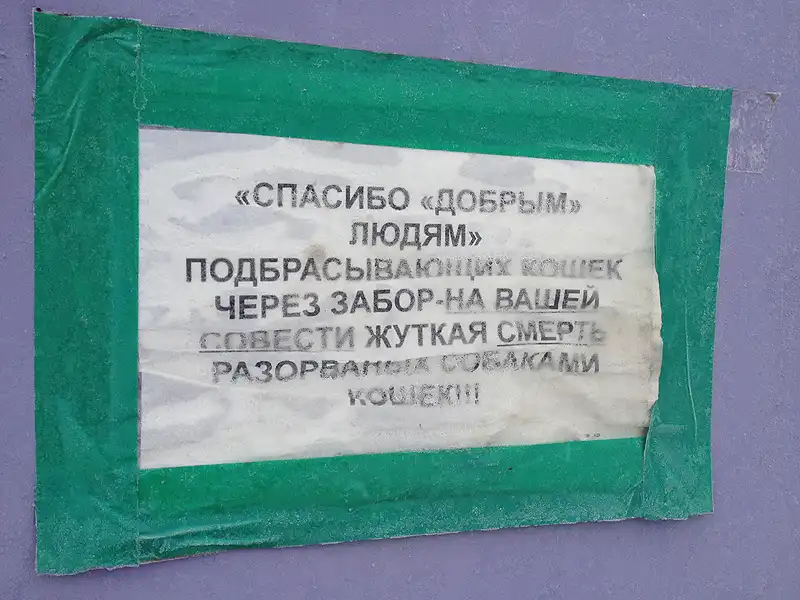 «СПАСИБО «ДОБРЫМ»
ЛЮДЯМ»
ПОДБРАСЫВАЮЩИХ КОШЕК
ЧЕРЕЗ ЗАБОР-НА ВАШЕЙ
СОВЕСТИ ЖУТКАЯ СМЕРТЬ
РАЗОРВАНЫХ СОБАКАМИ
КОШЕК!!!